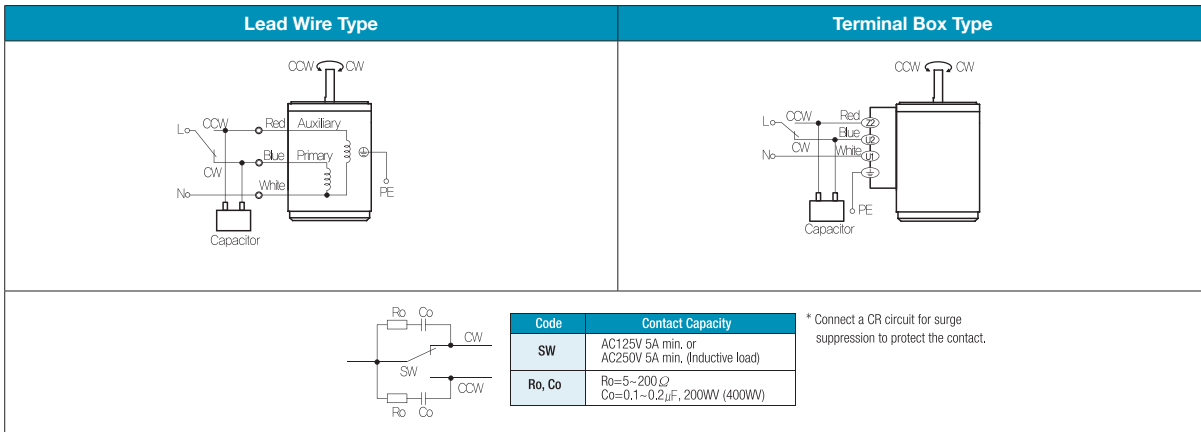 Lead Wire Type
Terminal Box Type
CCW CW
L CCW Red Auxiliary
CW Blue Primary
N White
PE
Capacitor
CCW CW
L CCW Red Z2
CW Blue U2
N White U1
PE
Capacitor
Ro Co
CW
SW
CCW
Ro Co
Code Contact Capacity
SW AC125V 5A min. or
AC250V 5A min. (Inductive load)
Ro, Co Ro=5~200Ω
Co=0.1~0.2μF, 200WV (400WV)
* Connect a CR circuit for surge
suppression to protect the contact.